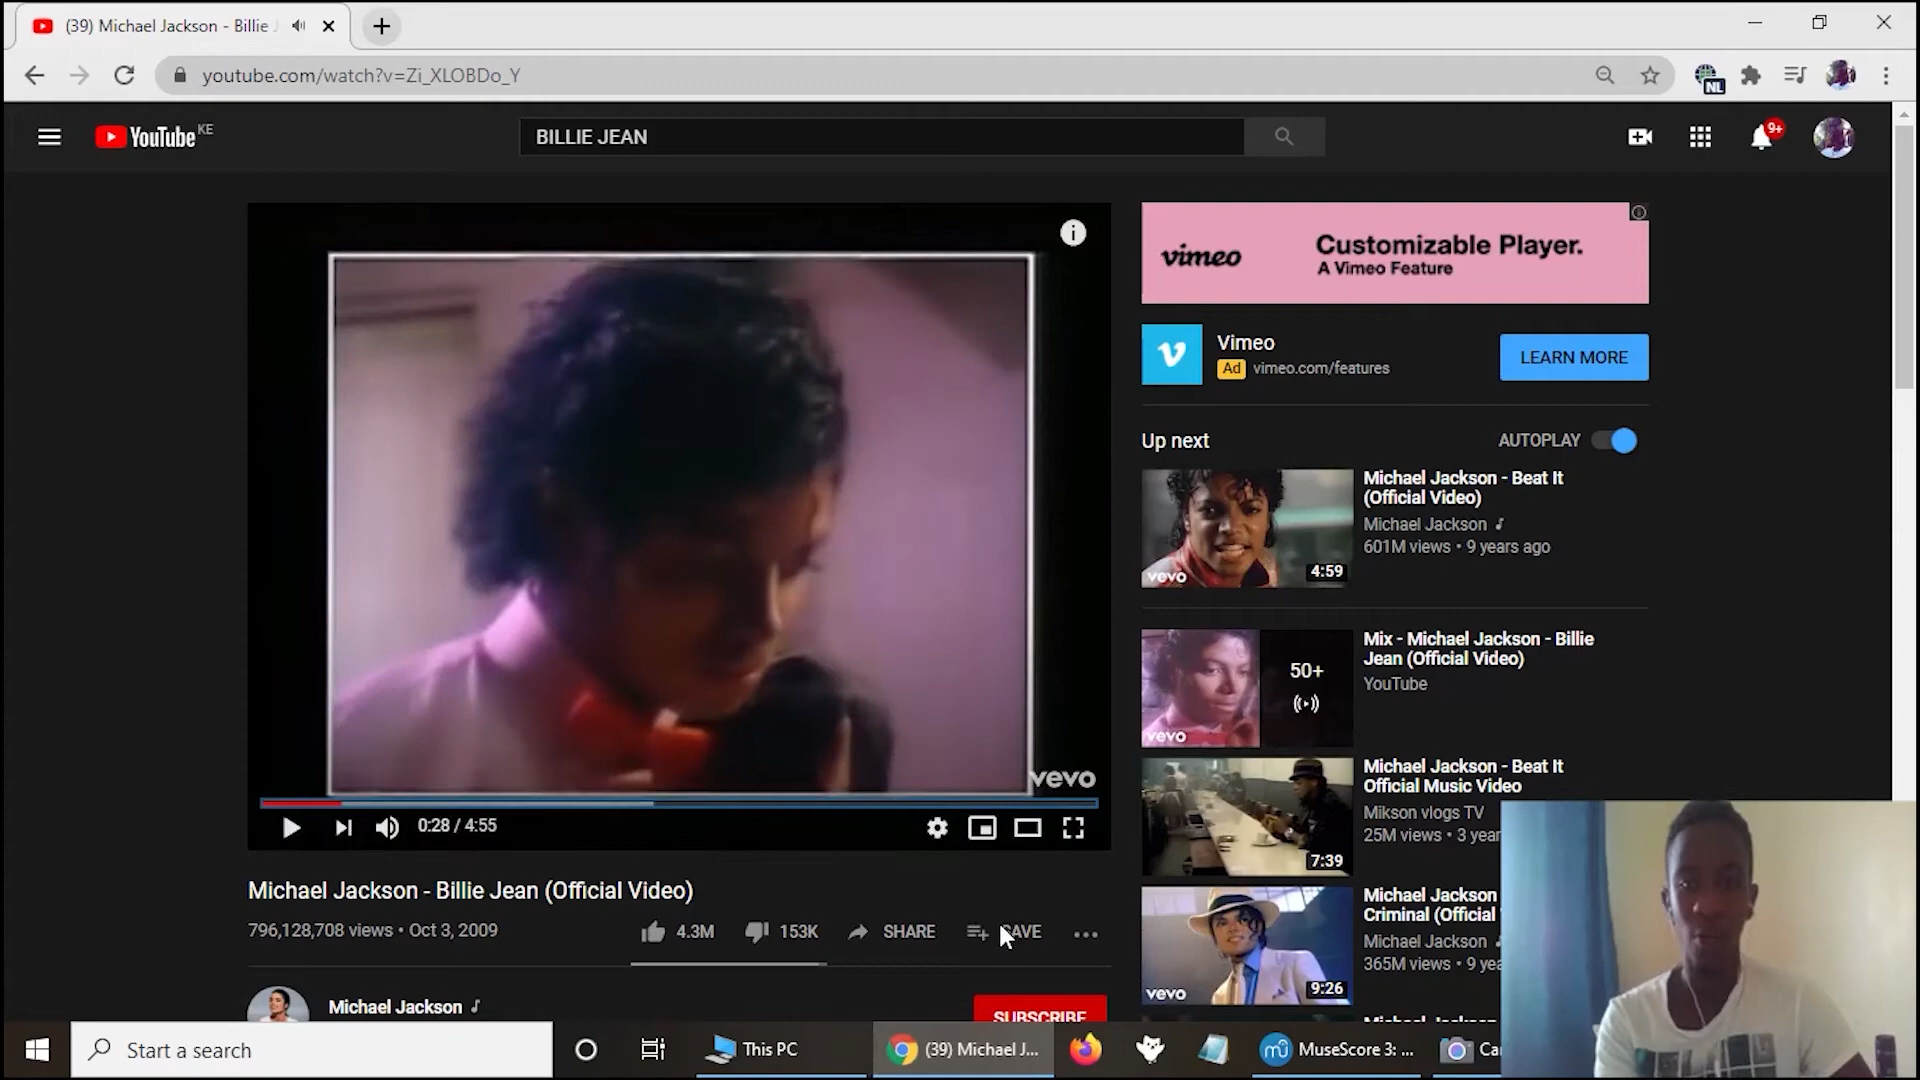 (39) Michael Jackson - Billie J
youtube.com/watch?v=Zi_XLOBDo_Y
NL
YouTube KE
BILLIE JEAN
9+
vevo
0:28 / 4:55
Michael Jackson - Billie Jean (Official Video)
796,128,708 views • Oct 3, 2009
4.3M
153K
SHARE
SAVE
Michael Jackson
SUBSCRIBE
vimeo
Customizable Player.
A Vimeo Feature
Vimeo
Ad vimeo.com/features
LEARN MORE
Up next
AUTOPLAY
Michael Jackson - Beat It
(Official Video)
Michael Jackson
601M views • 9 years ago
vevo
4:59
Mix - Michael Jackson - Billie
Jean (Official Video)
YouTube
50+
vevo
Michael Jackson - Beat It
Official Music Video
Mikson vlogs TV
25M views • 3 year
7:39
Michael Jackson
Criminal (Official
Michael Jackson
365M views • 9 yea
vevo
9:26
Start a search
This PC
(39) Michael J...
MuseScore 3: ...
Ca